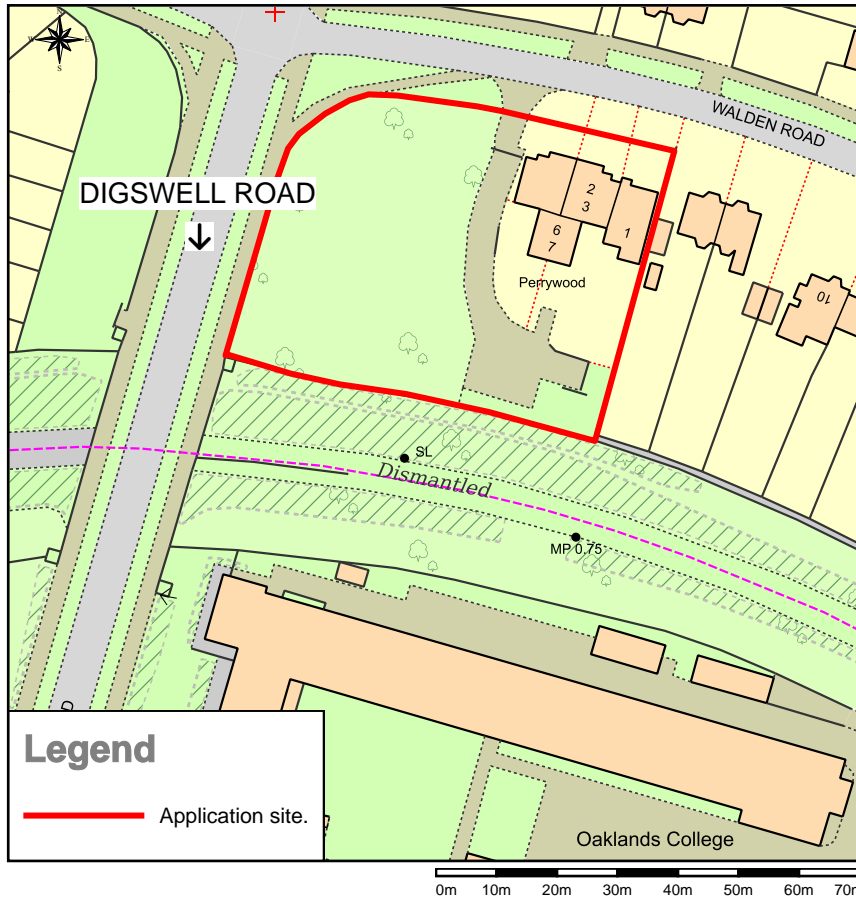 N
W E
S
WALDEN ROAD
DIGSWELL ROAD
↓
2
3
1
6
7
Perrywood
10
SL
Dismantled
MP 0.75
D
Legend
Application site.
Oaklands College
0m 10m 20m 30m 40m 50m 60m 70m